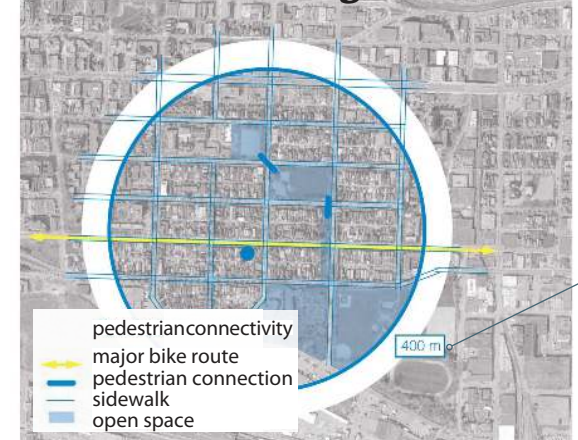 400 m
pedestrianconnectivity
major bike route
pedestrian connection
sidewalk
open space